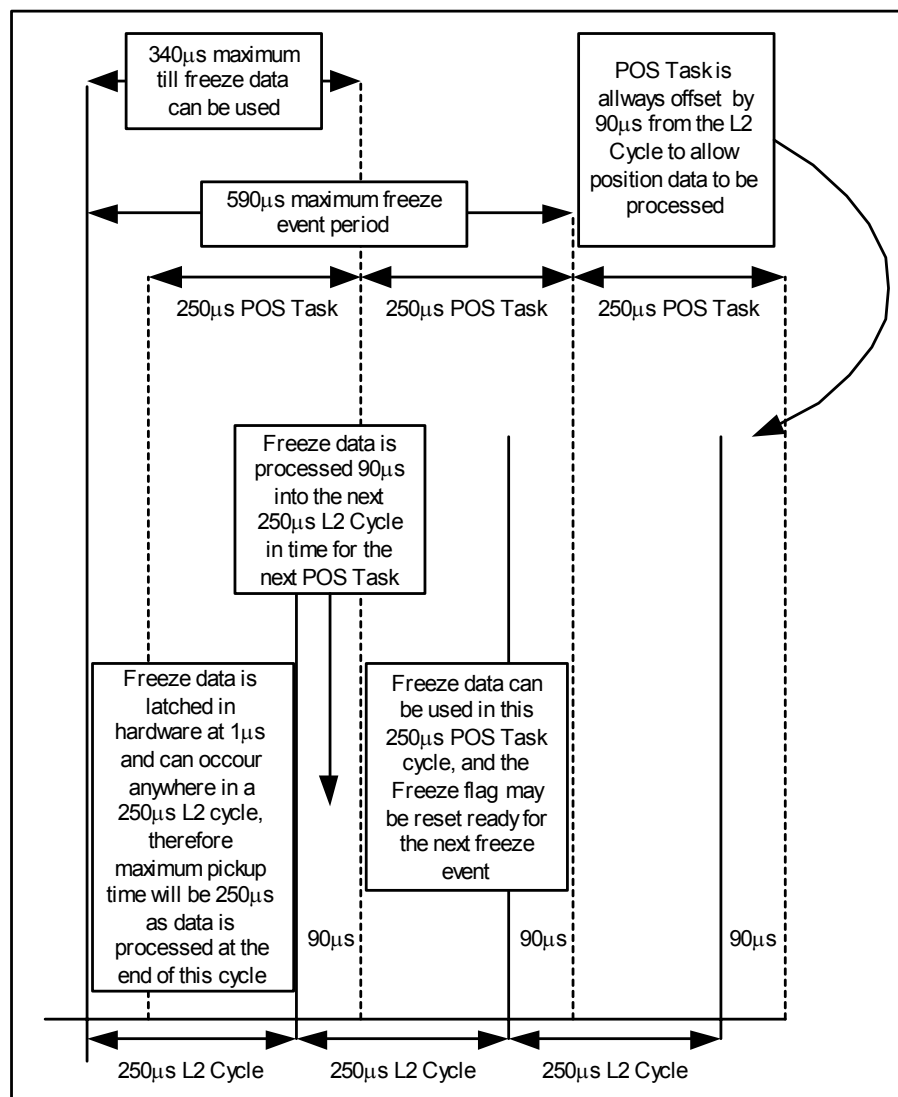 340µs maximum
till freeze data
can be used
POS Task is
allways offset by
90µs from the L2
Cycle to allow
position data to be
processed
590µs maximum freeze
event period
250µs POS Task
250µs POS Task
250µs POS Task
Freeze data is
processed 90µs
into the next
250µs L2 Cycle
in time for the
next POS Task
Freeze data is
latched in
hardware at 1µs
and can occour
anywhere in a
250µs L2 cycle,
therefore
maximum pickup
time will be 250µs
as data is
processed at the
end of this cycle
Freeze data can
be used in this
250µs POS Task
cycle, and the
Freeze flag may
be reset ready for
the next freeze
event
90µs
90µs
90µs
250µs L2 Cycle
250µs L2 Cycle
250µs L2 Cycle